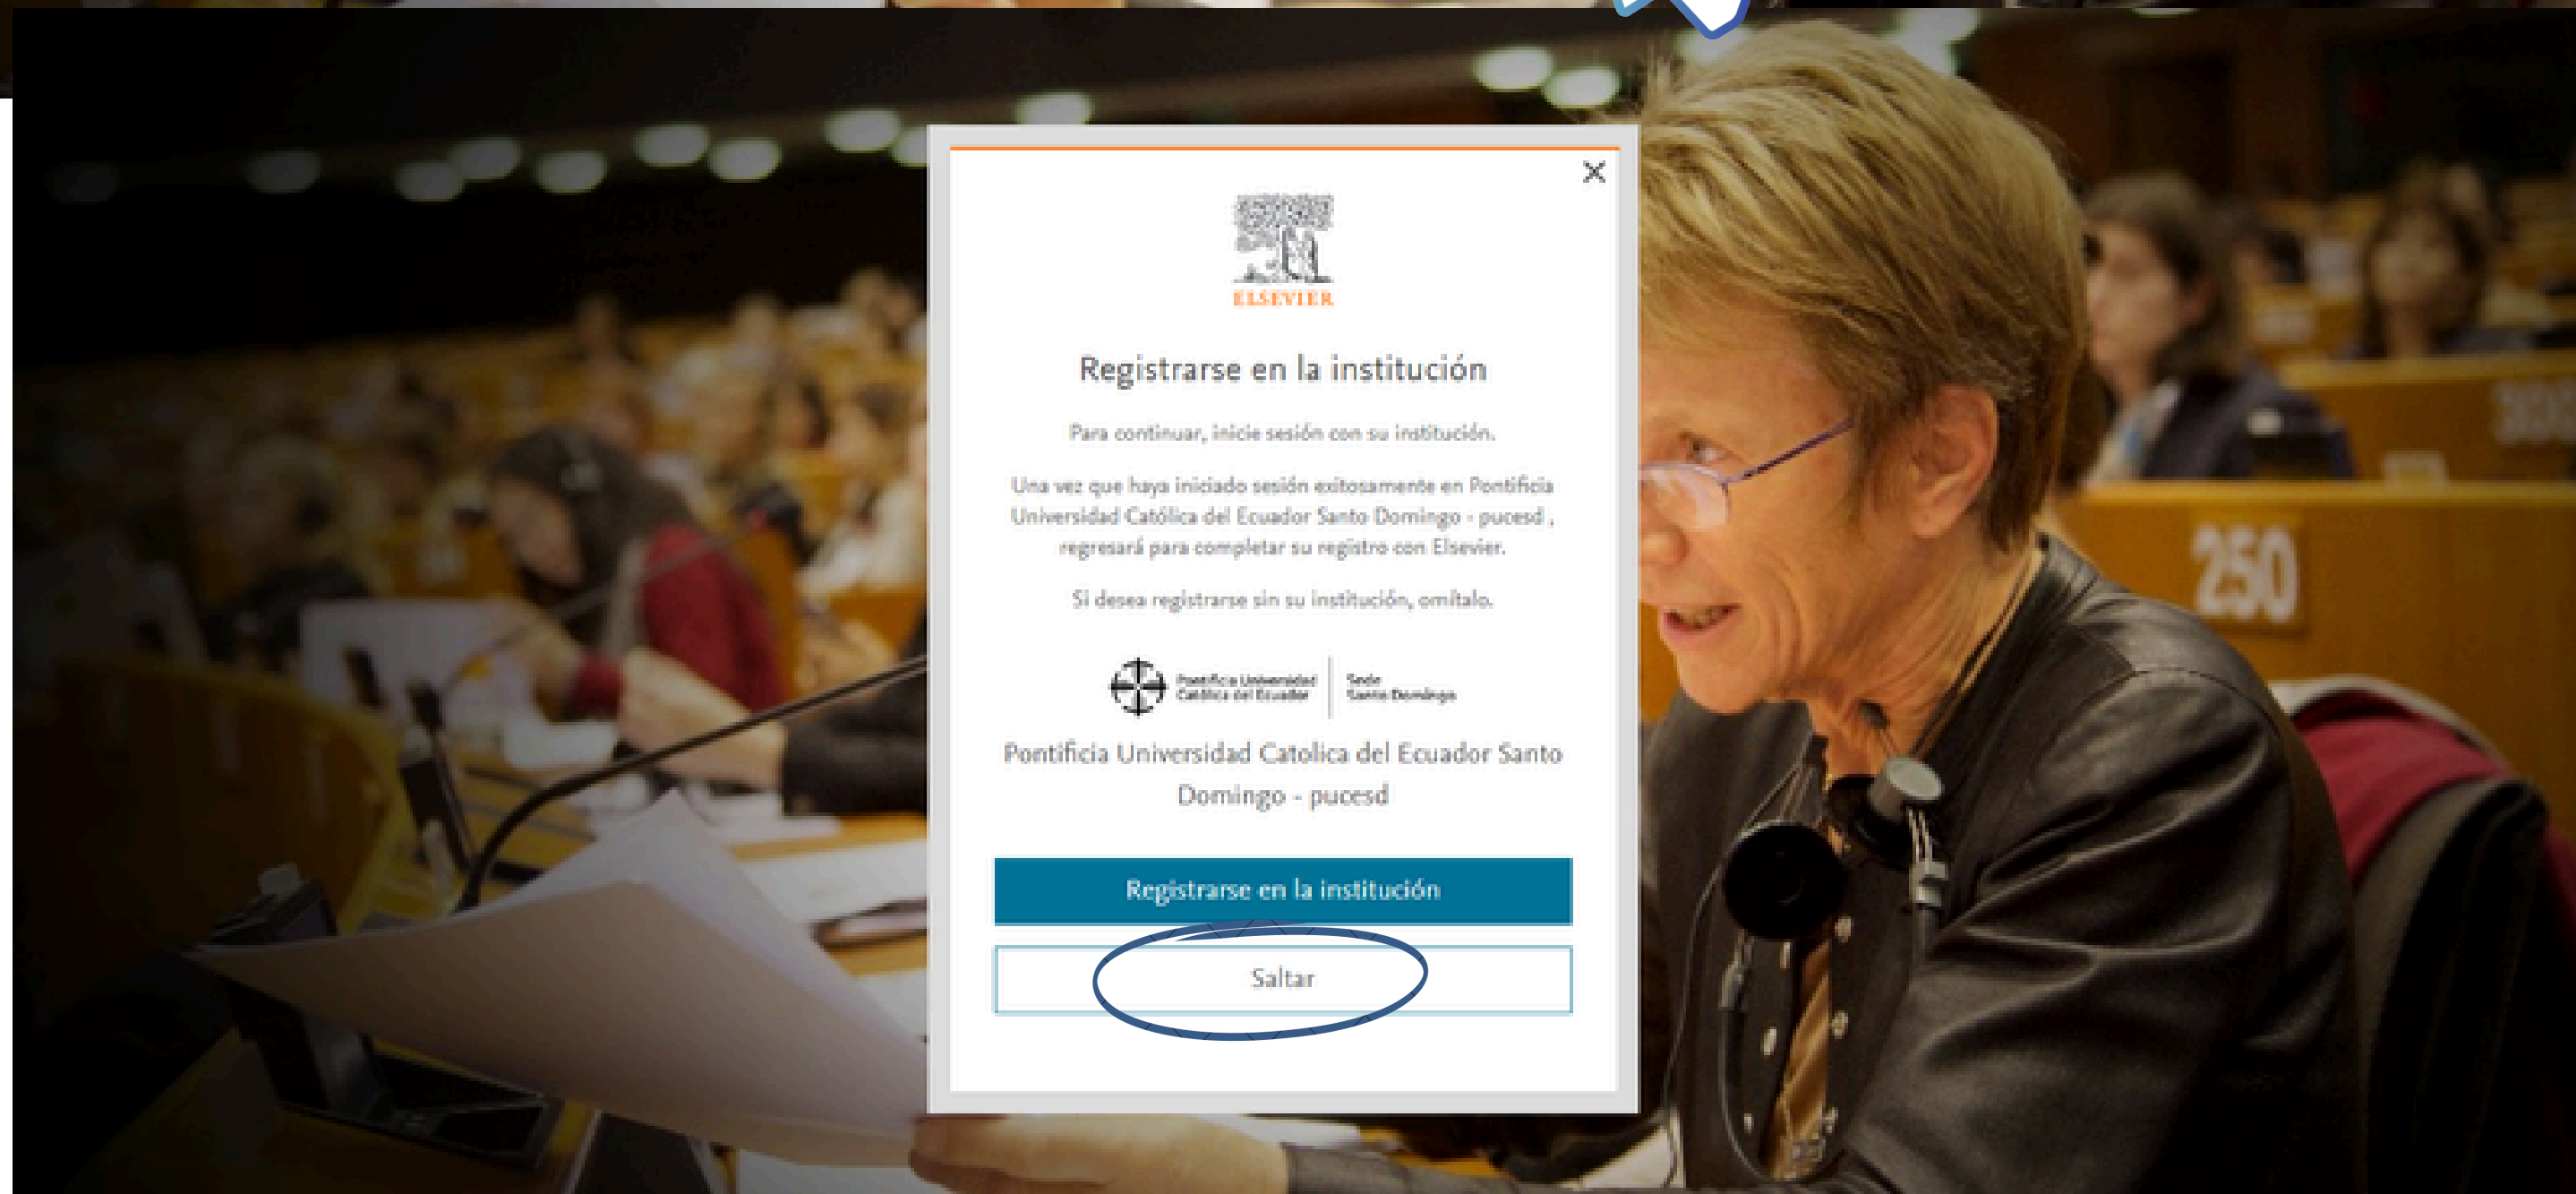 ELSEVIER
Registrarse en la institución
Para continuar, inicie sesión con su institución.
Una vez que haya iniciado sesión exitosamente en Pontificia
Universidad Católica del Ecuador Santo Domingo - pucesd ,
regresará para completar su registro con Elsevier.
Si desea registrarse sin su institución, omítalo.
Pontificia Universidad
Católica del Ecuador
Sede
Santo Domingo
Pontificia Universidad Catolica del Ecuador Santo
Domingo - pucesd
Registrarse en la institución
Saltar
250